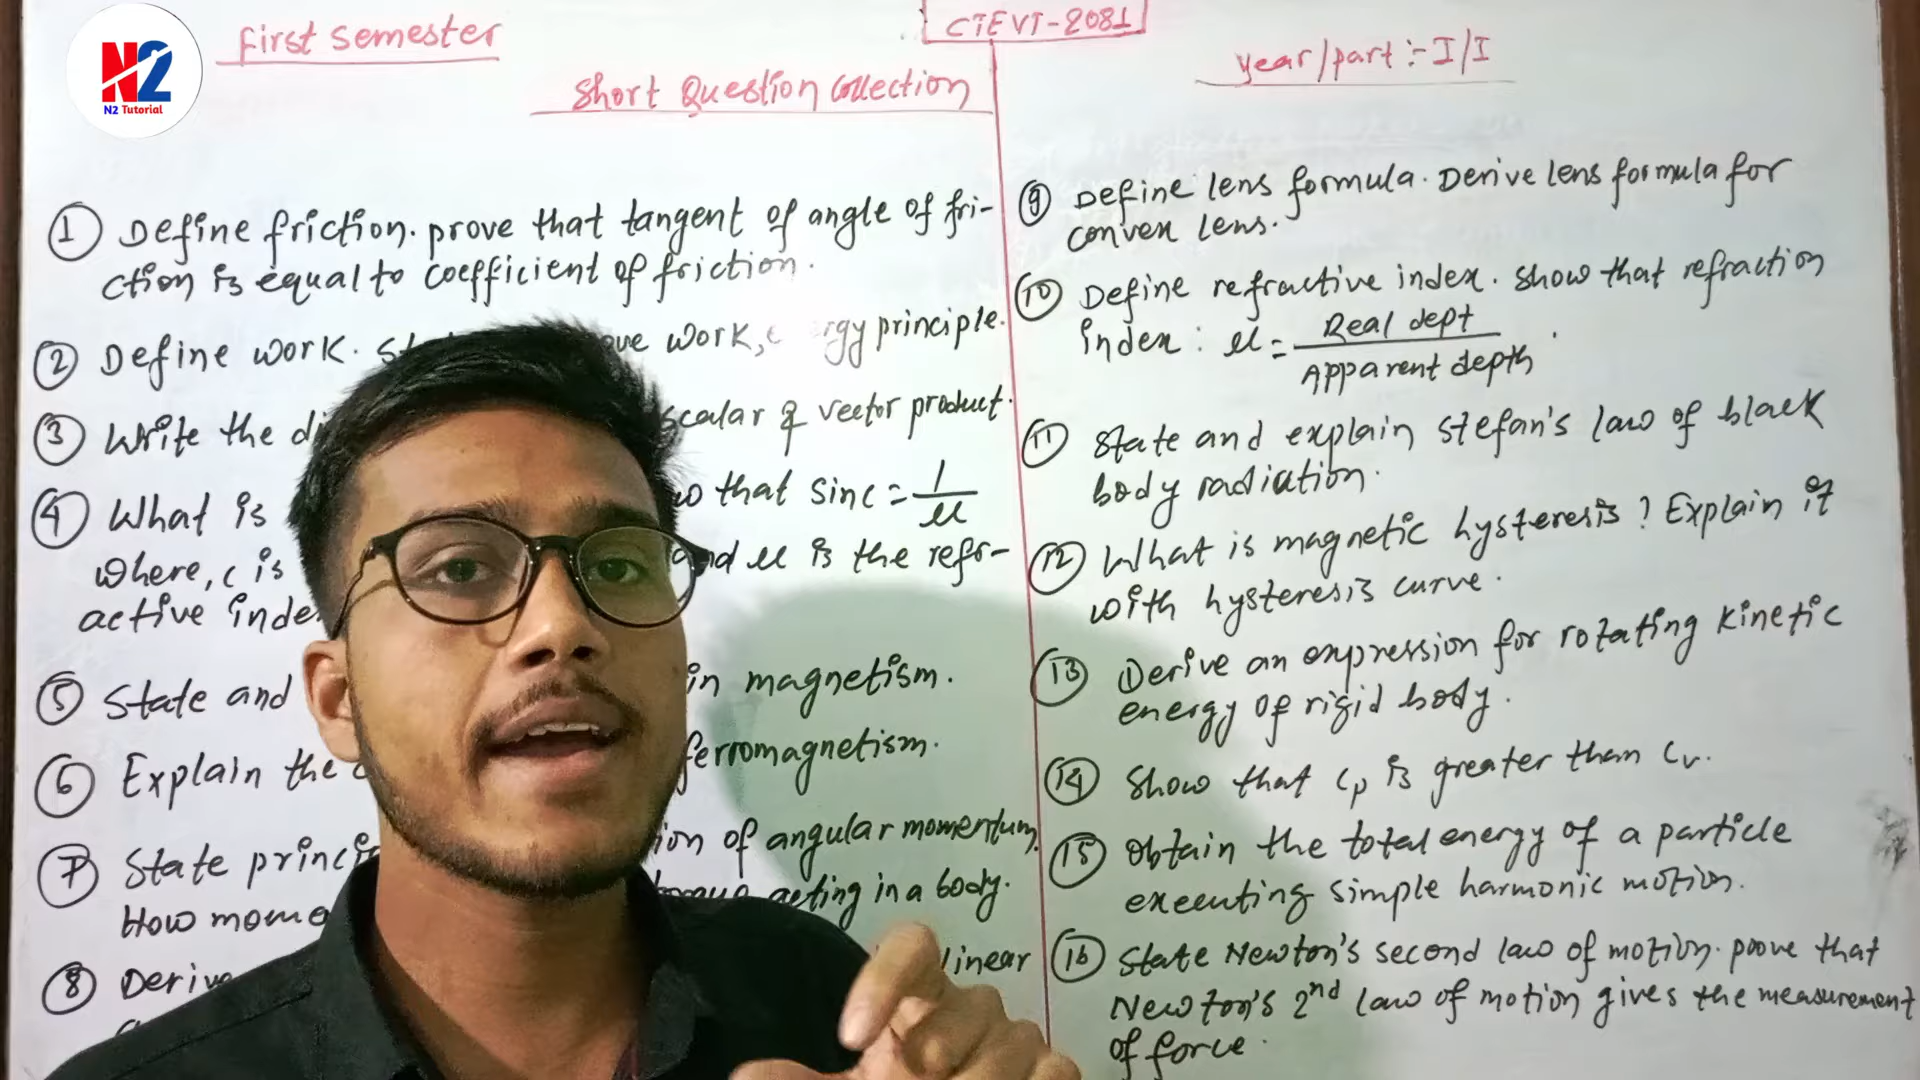 N2
N2 Tutorial
First semester
CTEVT-2081
year/part :- I/I
Short Question Collection
① Define friction. prove that tangent of angle of fri-
ction is equal to coefficient of friction.
② Define work. ove work, rgy principle.
③ Write the scalar & vector product.
④ What is that sinc = 1/μ
where, c is and μ is the refr-
active
⑤ State and in magnetism.
⑥ Explain the ferromagnetism.
⑦ State of angular momentum.
How acting in a body.
⑧ linear
⑨ Define lens formula. Derive lens formula for
convex lens.
⑩ Define refractive index. Show that refraction
index : μ = Real dept / Apparent depth .
⑪ State and explain stefan's law of black
body radiation.
⑫ What is magnetic hysteresis ? Explain it
with hysteresis curve.
⑬ Derive an expression for rotating kinetic
energy of rigid body.
⑭ Show that Cp is greater than Cv.
⑮ Obtain the total energy of a particle
executing simple harmonic motion.
⑯ State Newton's second law of motion. prove that
Newton's 2nd law of motion gives the measurement
of force.